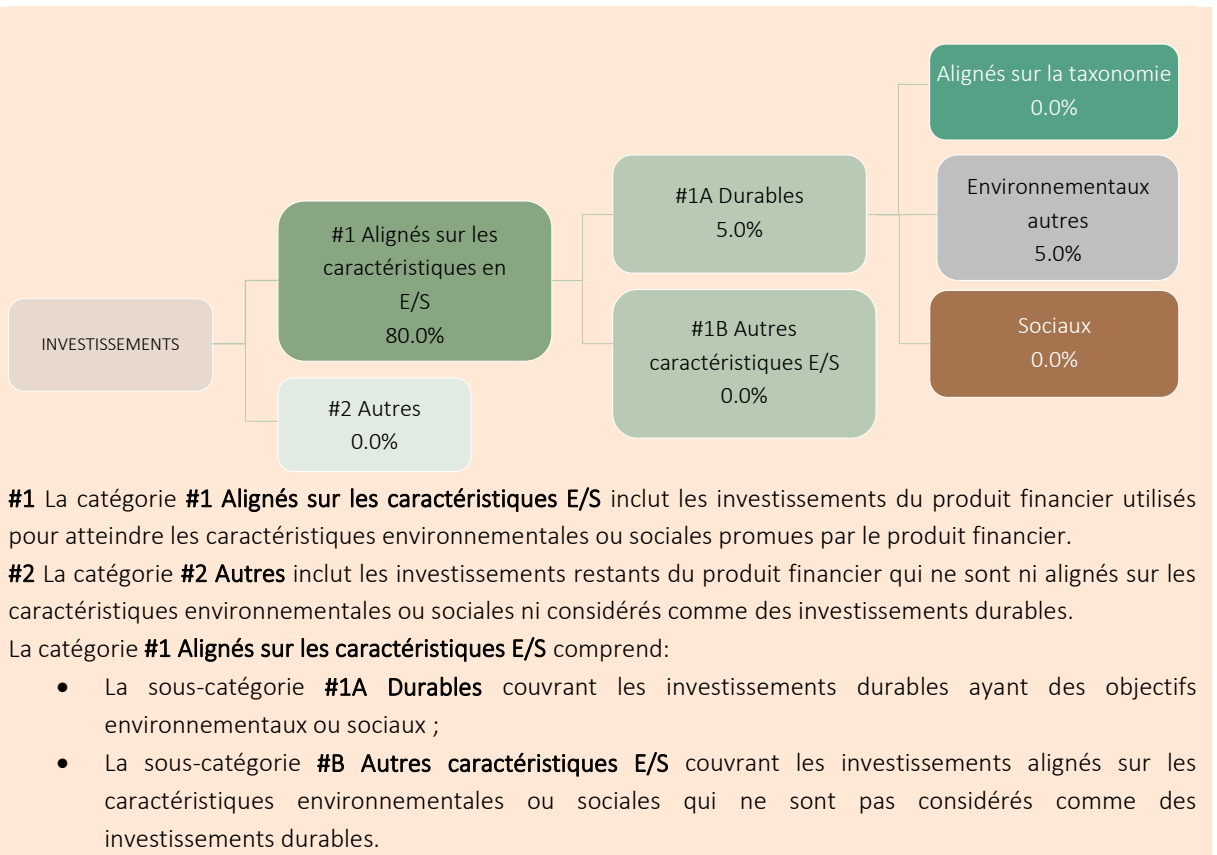 INVESTISSEMENTS
#1 Alignés sur les
caractéristiques en
E/S
80.0%
#2 Autres
0.0%
#1A Durables
5.0%
#1B Autres
caractéristiques E/S
0.0%
Alignés sur la taxonomie
0.0%
Environnementaux
autres
5.0%
Sociaux
0.0%
#1 La catégorie #1 Alignés sur les caractéristiques E/S inclut les investissements du produit financier utilisés
pour atteindre les caractéristiques environnementales ou sociales promues par le produit financier.
#2 La catégorie #2 Autres inclut les investissements restants du produit financier qui ne sont ni alignés sur les
caractéristiques environnementales ou sociales ni considérés comme des investissements durables.
La catégorie #1 Alignés sur les caractéristiques E/S comprend:
• La sous-catégorie #1A Durables couvrant les investissements durables ayant des objectifs
environnementaux ou sociaux ;
• La sous-catégorie #B Autres caractéristiques E/S couvrant les investissements alignés sur les
caractéristiques environnementales ou sociales qui ne sont pas considérés comme des
investissements durables.